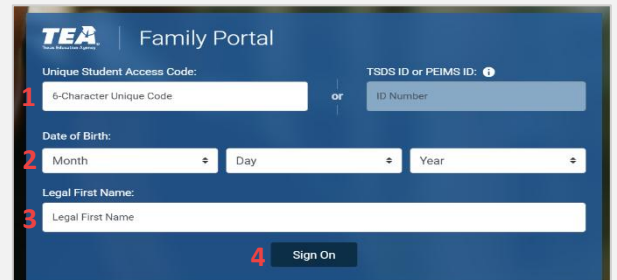 TEA Family Portal
Texas Education Agency
Unique Student Access Code: TSDS ID or PEIMS ID: i
1 6-Character Unique Code or ID Number
Date of Birth:
2 Month Day Year
Legal First Name:
3 Legal First Name
4 Sign On